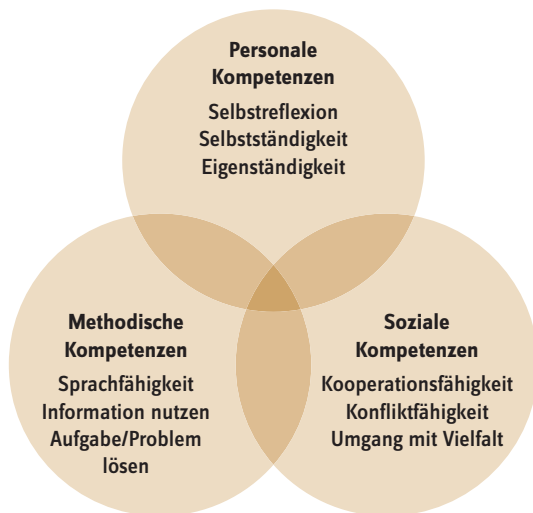 Personale
Kompetenzen
Selbstreflexion
Selbstständigkeit
Eigenständigkeit
Methodische
Kompetenzen
Sprachfähigkeit
Information nutzen
Aufgabe/Problem
lösen
Soziale
Kompetenzen
Kooperationsfähigkeit
Konfliktfähigkeit
Umgang mit Vielfalt